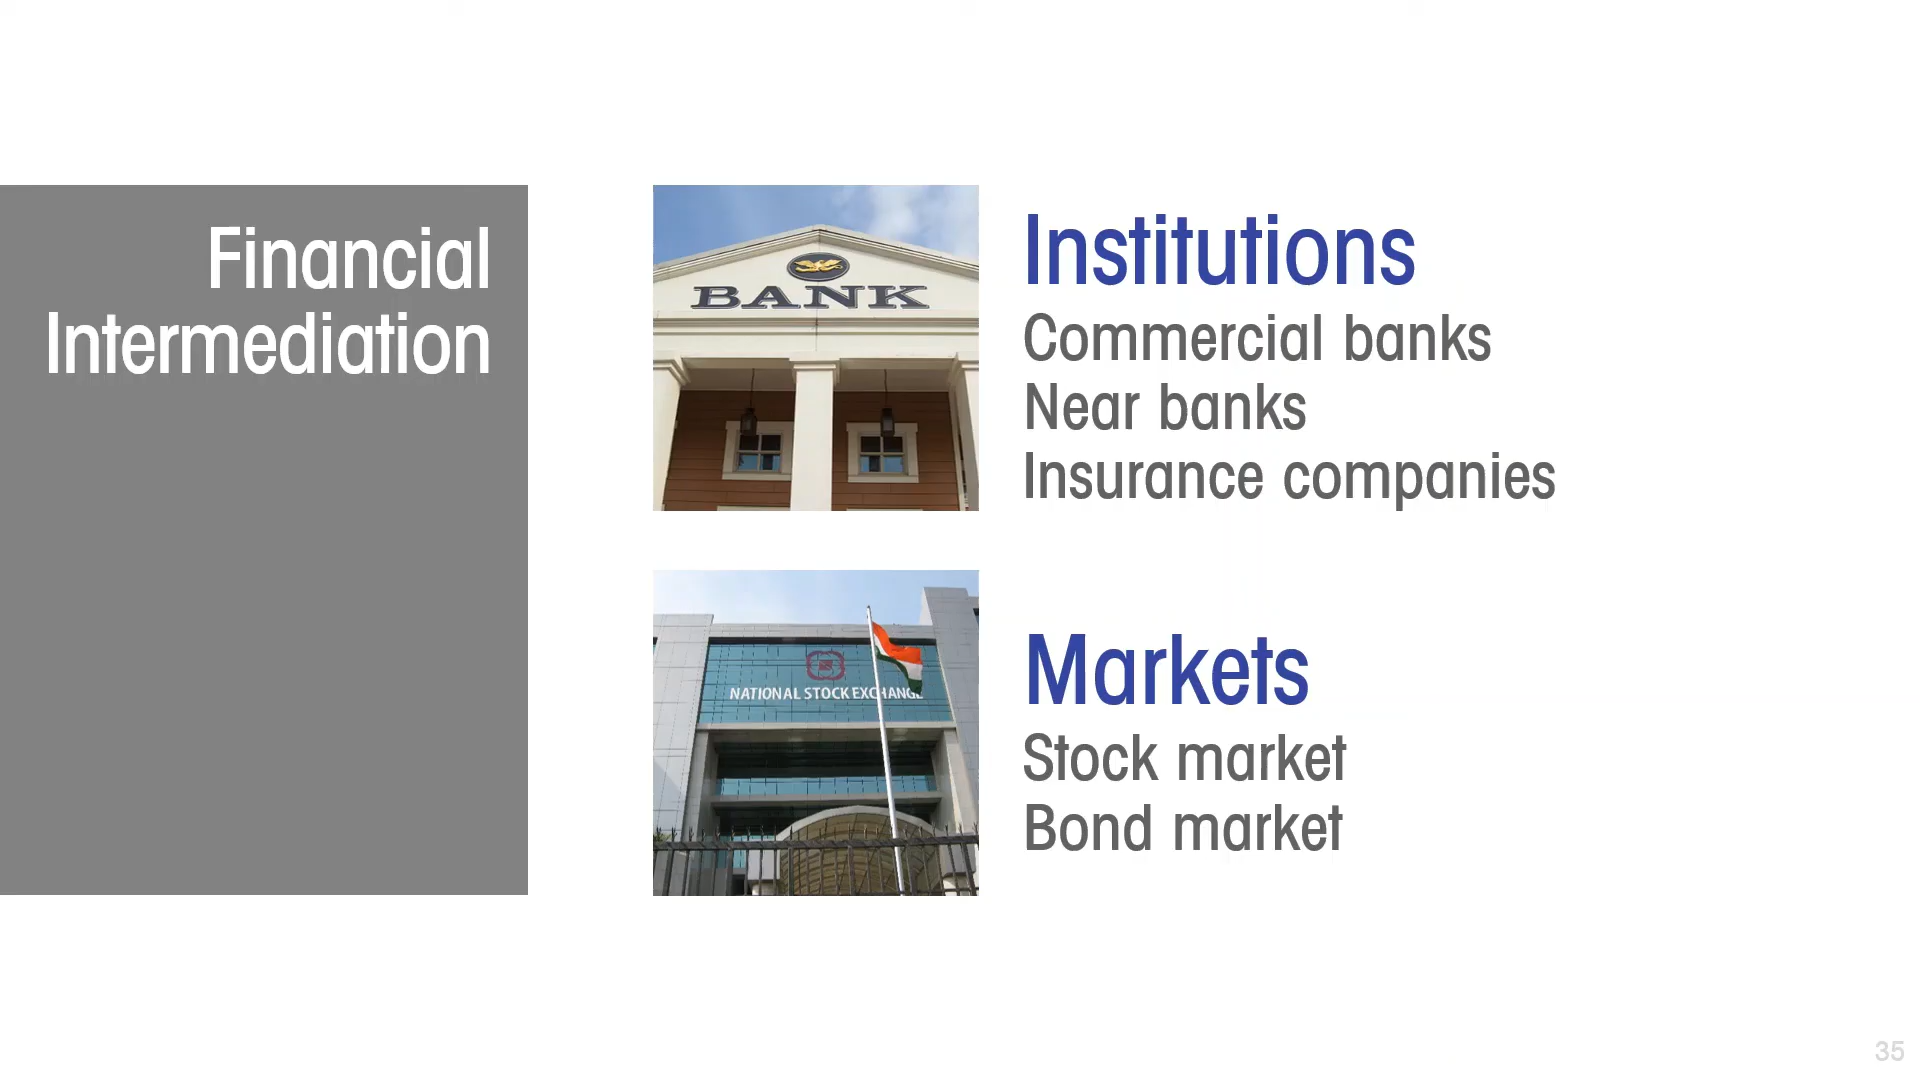 Financial
Intermediation
BANK
Institutions
Commercial banks
Near banks
Insurance companies
NATIONAL STOCK EXCHANGE
Markets
Stock market
Bond market
35